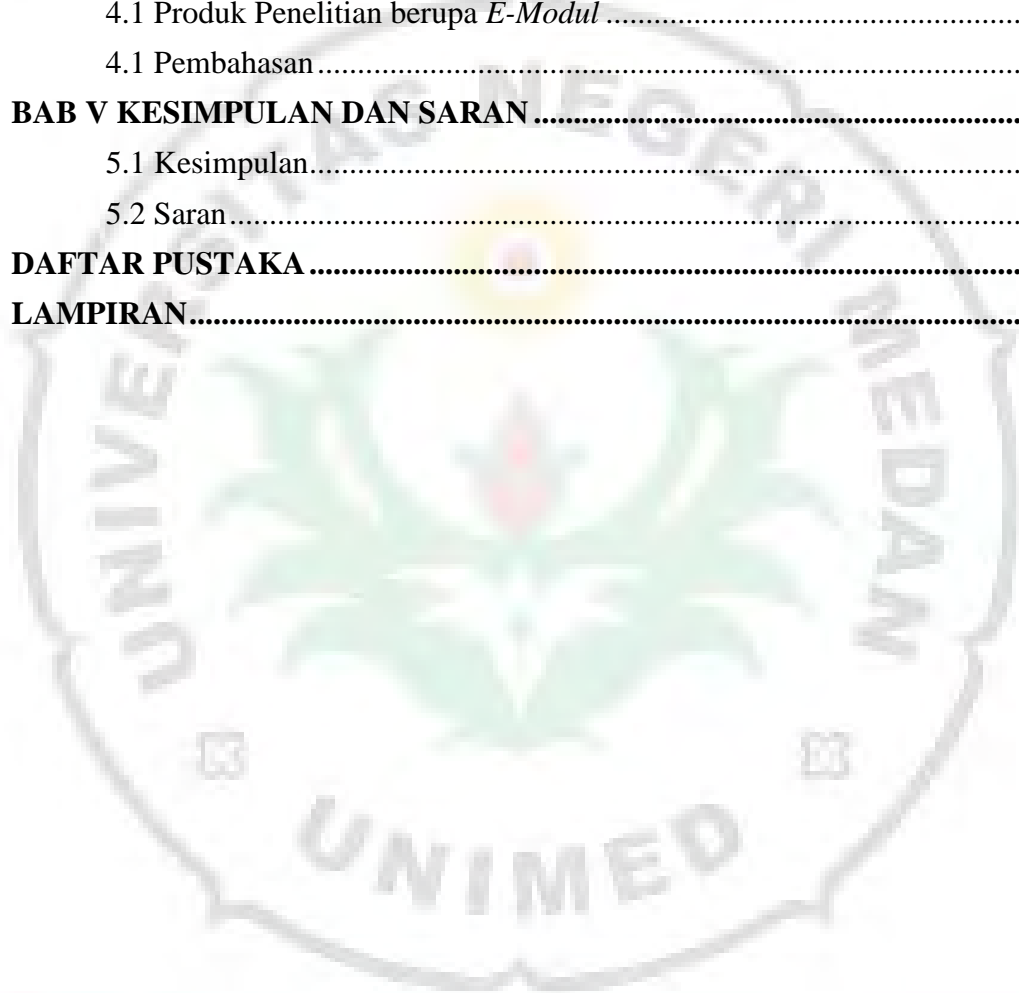 4.1 Produk Penelitian berupa E-Modul ....................................................
4.1 Pembahasan .........................................................................................
BAB V KESIMPULAN DAN SARAN .............................................................
5.1 Kesimpulan ..........................................................................................
5.2 Saran ....................................................................................................
DAFTAR PUSTAKA .........................................................................................
LAMPIRAN ........................................................................................................
UNIVERSITAS NEGERI MEDAN
UNIMED